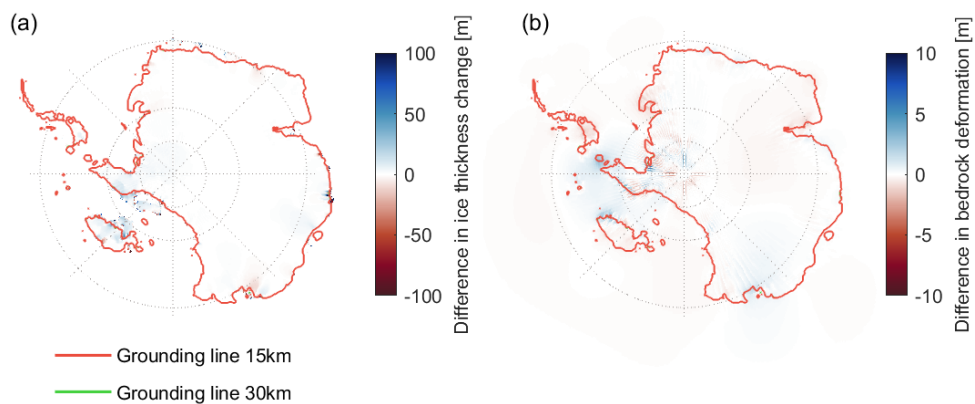 (a)
100
50
0
-50
-100
Difference in ice thickness change [m]
(b)
10
5
0
-5
-10
Difference in bedrock deformation [m]
Grounding line 15km
Grounding line 30km